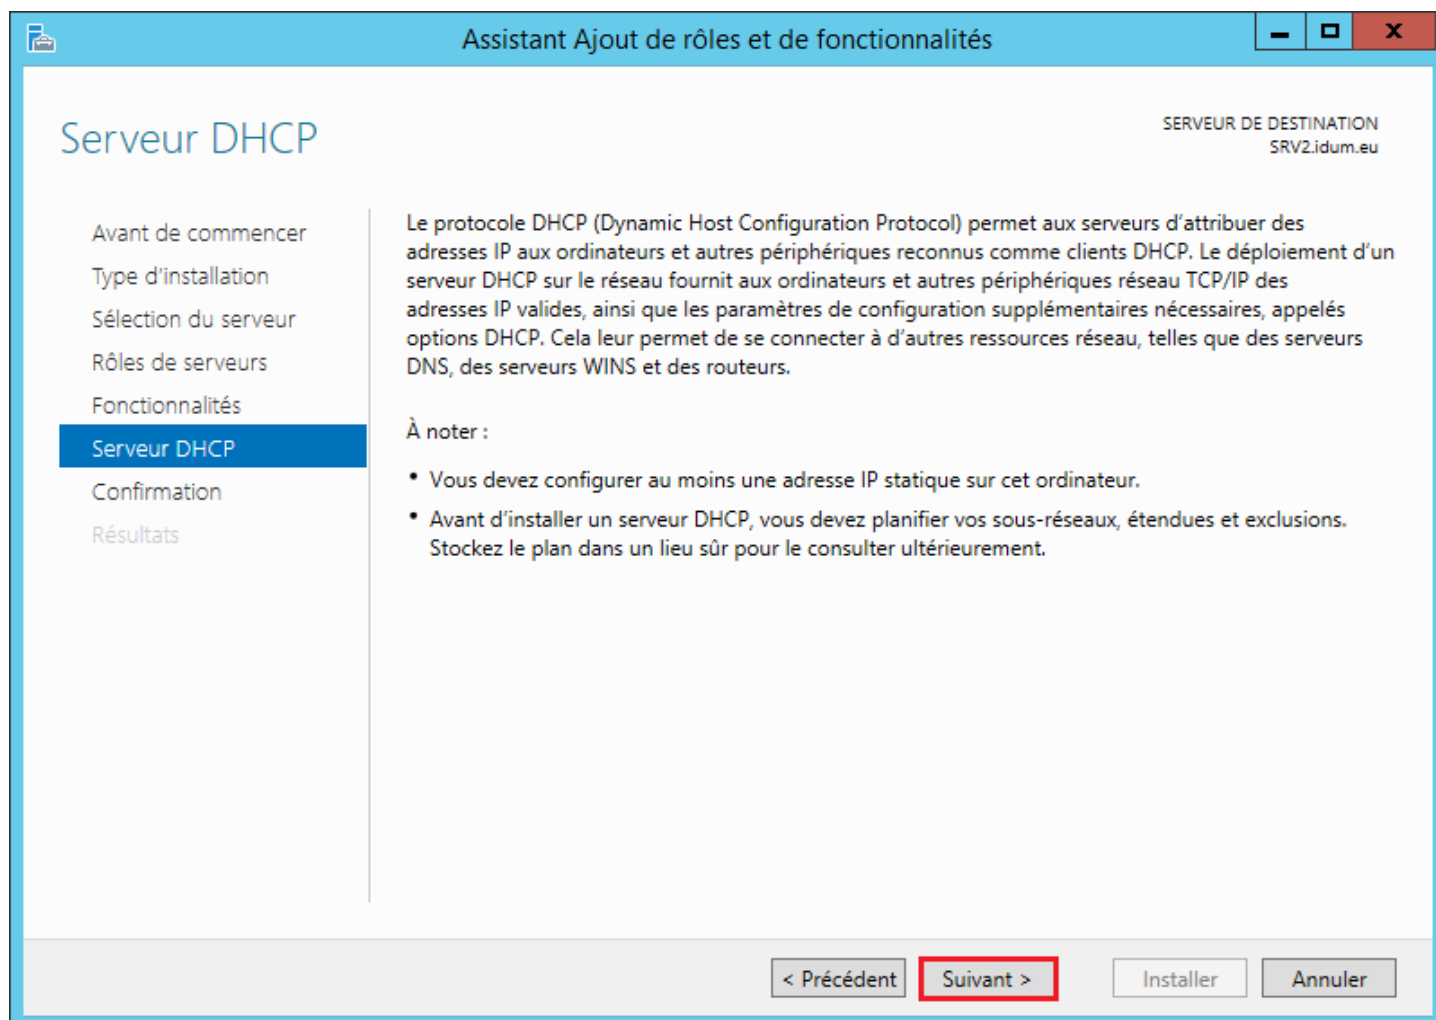 Assistant Ajout de rôles et de fonctionnalités
Serveur DHCP
SERVEUR DE DESTINATION
SRV2.idum.eu
Avant de commencer
Type d'installation
Sélection du serveur
Rôles de serveurs
Fonctionnalités
Serveur DHCP
Confirmation
Résultats
Le protocole DHCP (Dynamic Host Configuration Protocol) permet aux serveurs d'attribuer des
adresses IP aux ordinateurs et autres périphériques reconnus comme clients DHCP. Le déploiement d'un
serveur DHCP sur le réseau fournit aux ordinateurs et autres périphériques réseau TCP/IP des
adresses IP valides, ainsi que les paramètres de configuration supplémentaires nécessaires, appelés
options DHCP. Cela leur permet de se connecter à d'autres ressources réseau, telles que des serveurs
DNS, des serveurs WINS et des routeurs.
À noter :
• Vous devez configurer au moins une adresse IP statique sur cet ordinateur.
• Avant d'installer un serveur DHCP, vous devez planifier vos sous-réseaux, étendues et exclusions.
Stockez le plan dans un lieu sûr pour le consulter ultérieurement.
< Précédent
Suivant >
Installer
Annuler